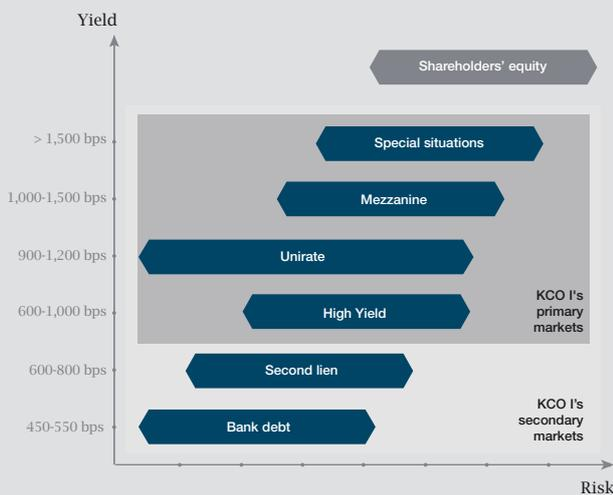 Yield
Shareholders’ equity
> 1,500 bps
Special situations
1,000-1,500 bps
Mezzanine
900-1,200 bps
Unirate
600-1,000 bps
High Yield
KCO I's
primary
markets
600-800 bps
Second lien
450-550 bps
Bank debt
KCO I’s
secondary
markets
Risk